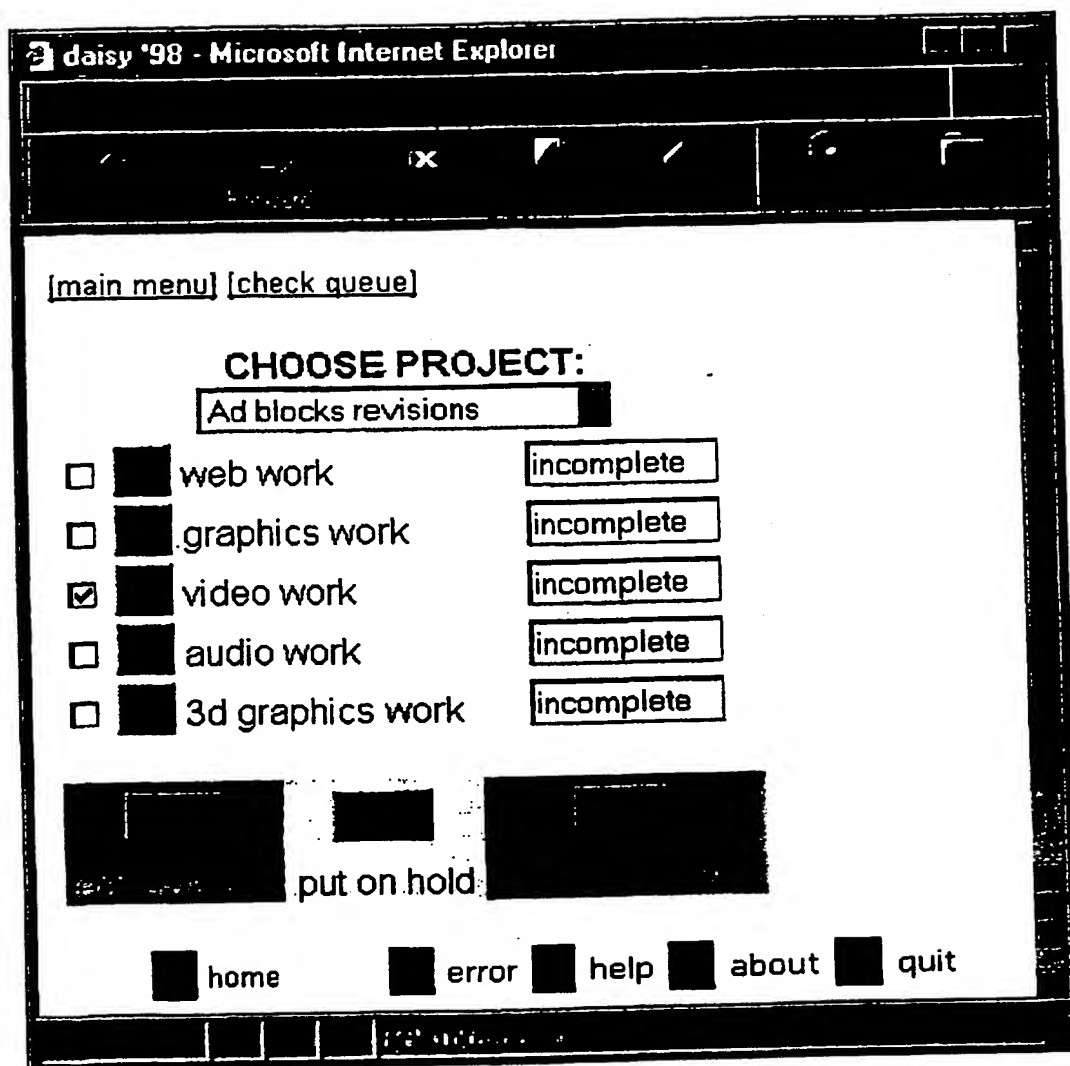 daisy '98 - Microsoft Internet Explorer
[main menu] [check queue]
CHOOSE PROJECT:
Ad blocks revisions
web work incomplete
graphics work incomplete
video work incomplete
audio work incomplete
3d graphics work incomplete
put on hold
home error help about quit